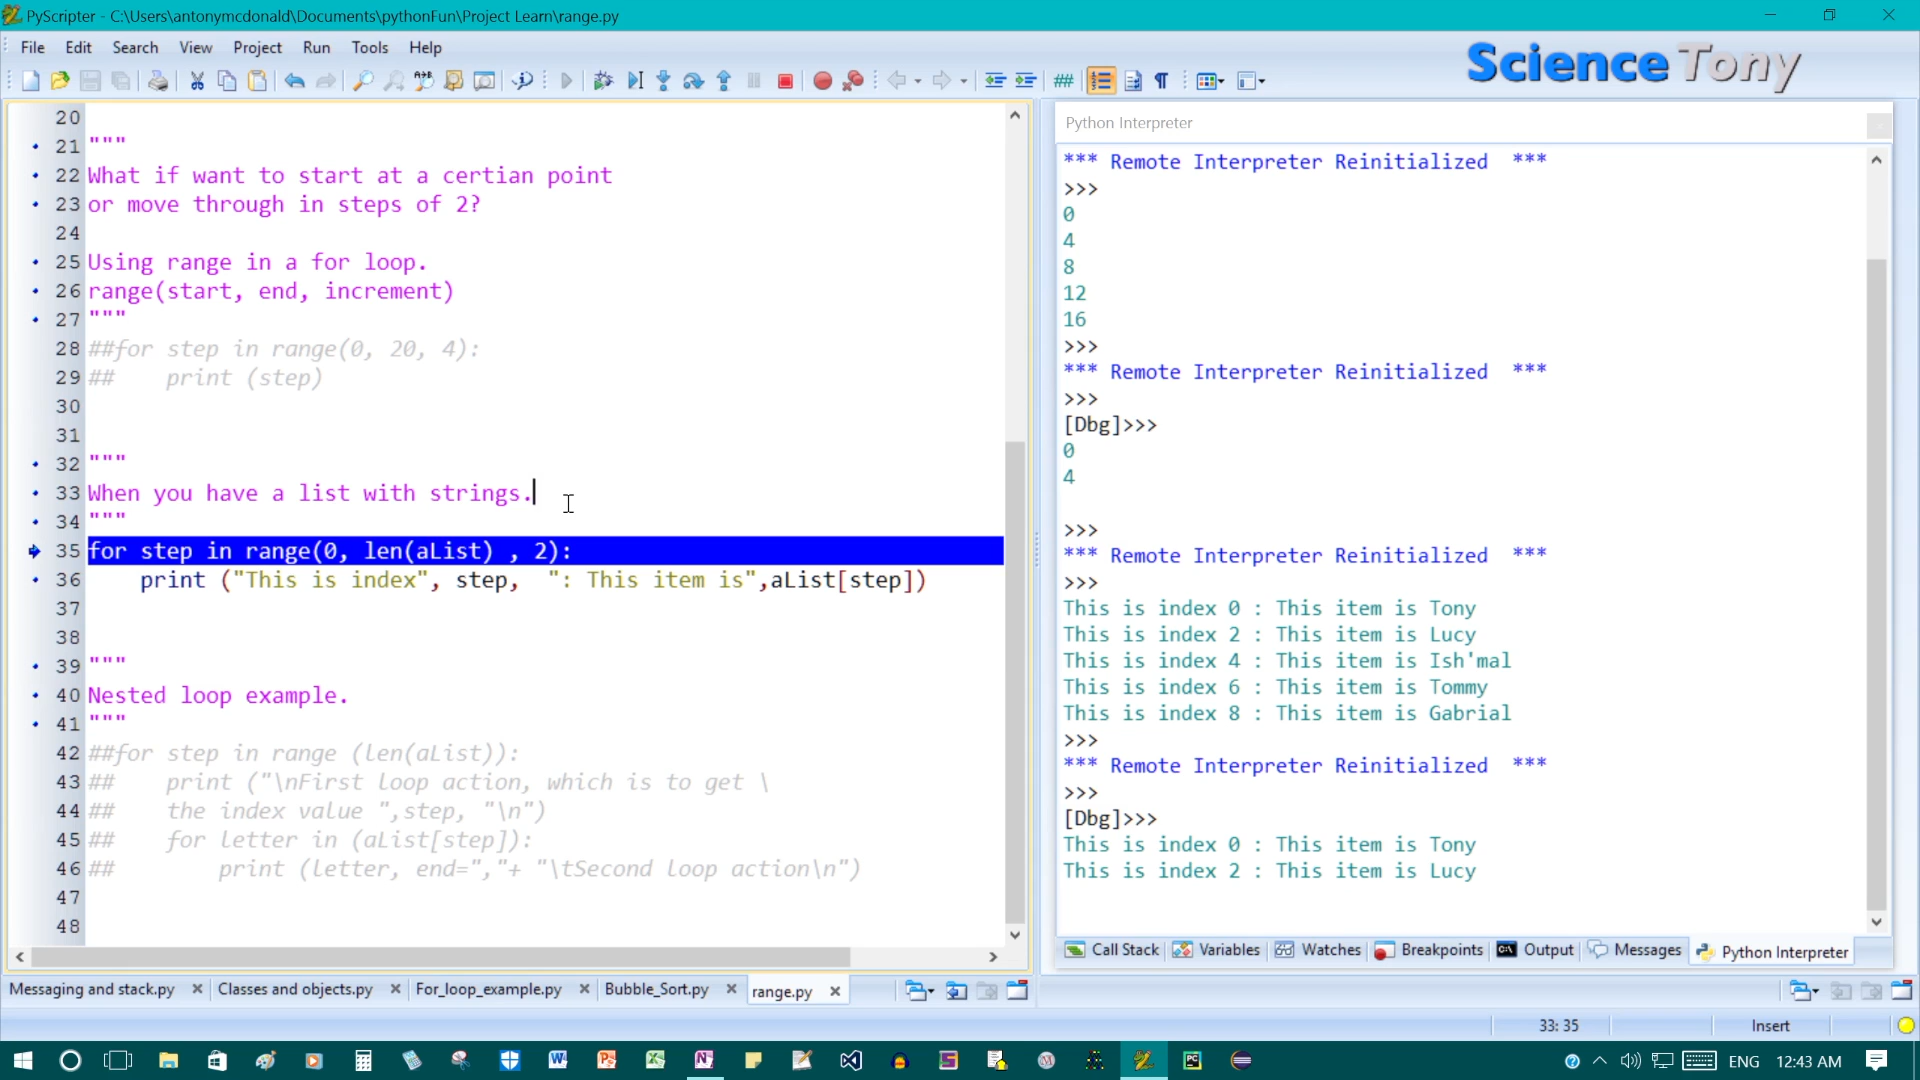 PyScripter - C:\Users\antonymcdonald\Documents\pythonFun\Project Learn\range.py
File Edit Search View Project Run Tools Help
ScienceTony
20
21 """
22 What if want to start at a certian point
23 or move through in steps of 2?
24
25 Using range in a for loop.
26 range(start, end, increment)
27 """
28 ##for step in range(0, 20, 4):
29 ##    print (step)
30
31
32 """
33 When you have a list with strings.
34 """
35 for step in range(0, len(aList) , 2):
36     print ("This is index", step,  ": This item is",aList[step])
37
38
39 """
40 Nested loop example.
41 """
42 ##for step in range (len(aList)):
43 ##    print ("\nFirst loop action, which is to get \
44 ##    the index value ",step, "\n")
45 ##    for letter in (aList[step]):
46 ##        print (letter, end=","+ "\tSecond loop action\n")
47
48
Python Interpreter
*** Remote Interpreter Reinitialized  ***
>>>
0
4
8
12
16
>>>
*** Remote Interpreter Reinitialized  ***
>>>
[Dbg]>>>
0
4
>>>
*** Remote Interpreter Reinitialized  ***
>>>
This is index 0 : This item is Tony
This is index 2 : This item is Lucy
This is index 4 : This item is Ish'mal
This is index 6 : This item is Tommy
This is index 8 : This item is Gabrial
>>>
*** Remote Interpreter Reinitialized  ***
>>>
[Dbg]>>>
This is index 0 : This item is Tony
This is index 2 : This item is Lucy
Call Stack Variables Watches Breakpoints Output Messages Python Interpreter
Messaging and stack.py Classes and objects.py For_loop_example.py Bubble_Sort.py range.py
33: 35 Insert
ENG 12:43 AM